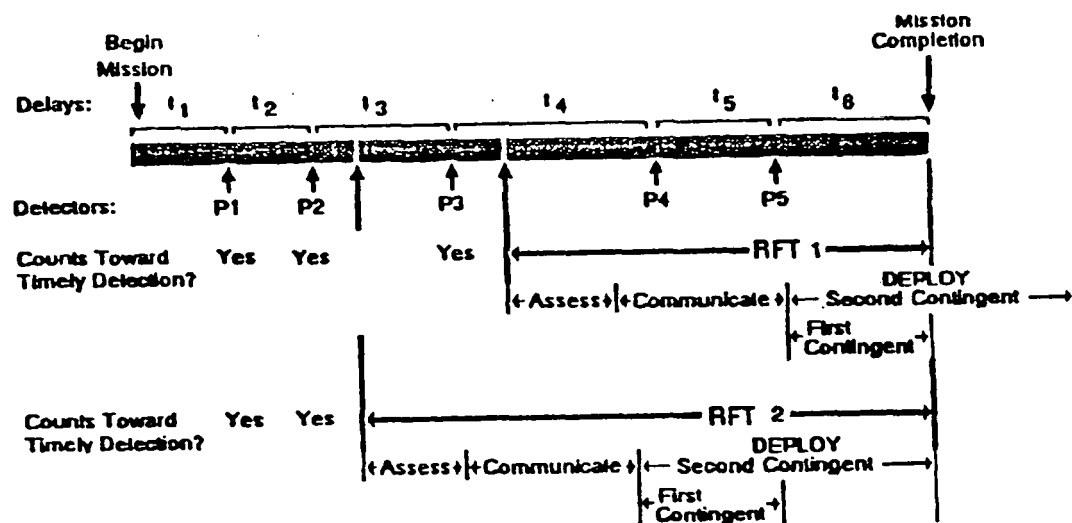 Begin
Mission
Mission
Completion
Delays: t1 t2 t3 t4 t5 t6
Detectors: P1 P2 P3 P4 P5
Counts Toward
Timely Detection?
Yes Yes Yes
RFT 1
DEPLOY
Assess Communicate Second Contingent
First
Contingent
Counts Toward
Timely Detection?
Yes Yes
RFT 2
DEPLOY
Assess Communicate Second Contingent
First
Contingent